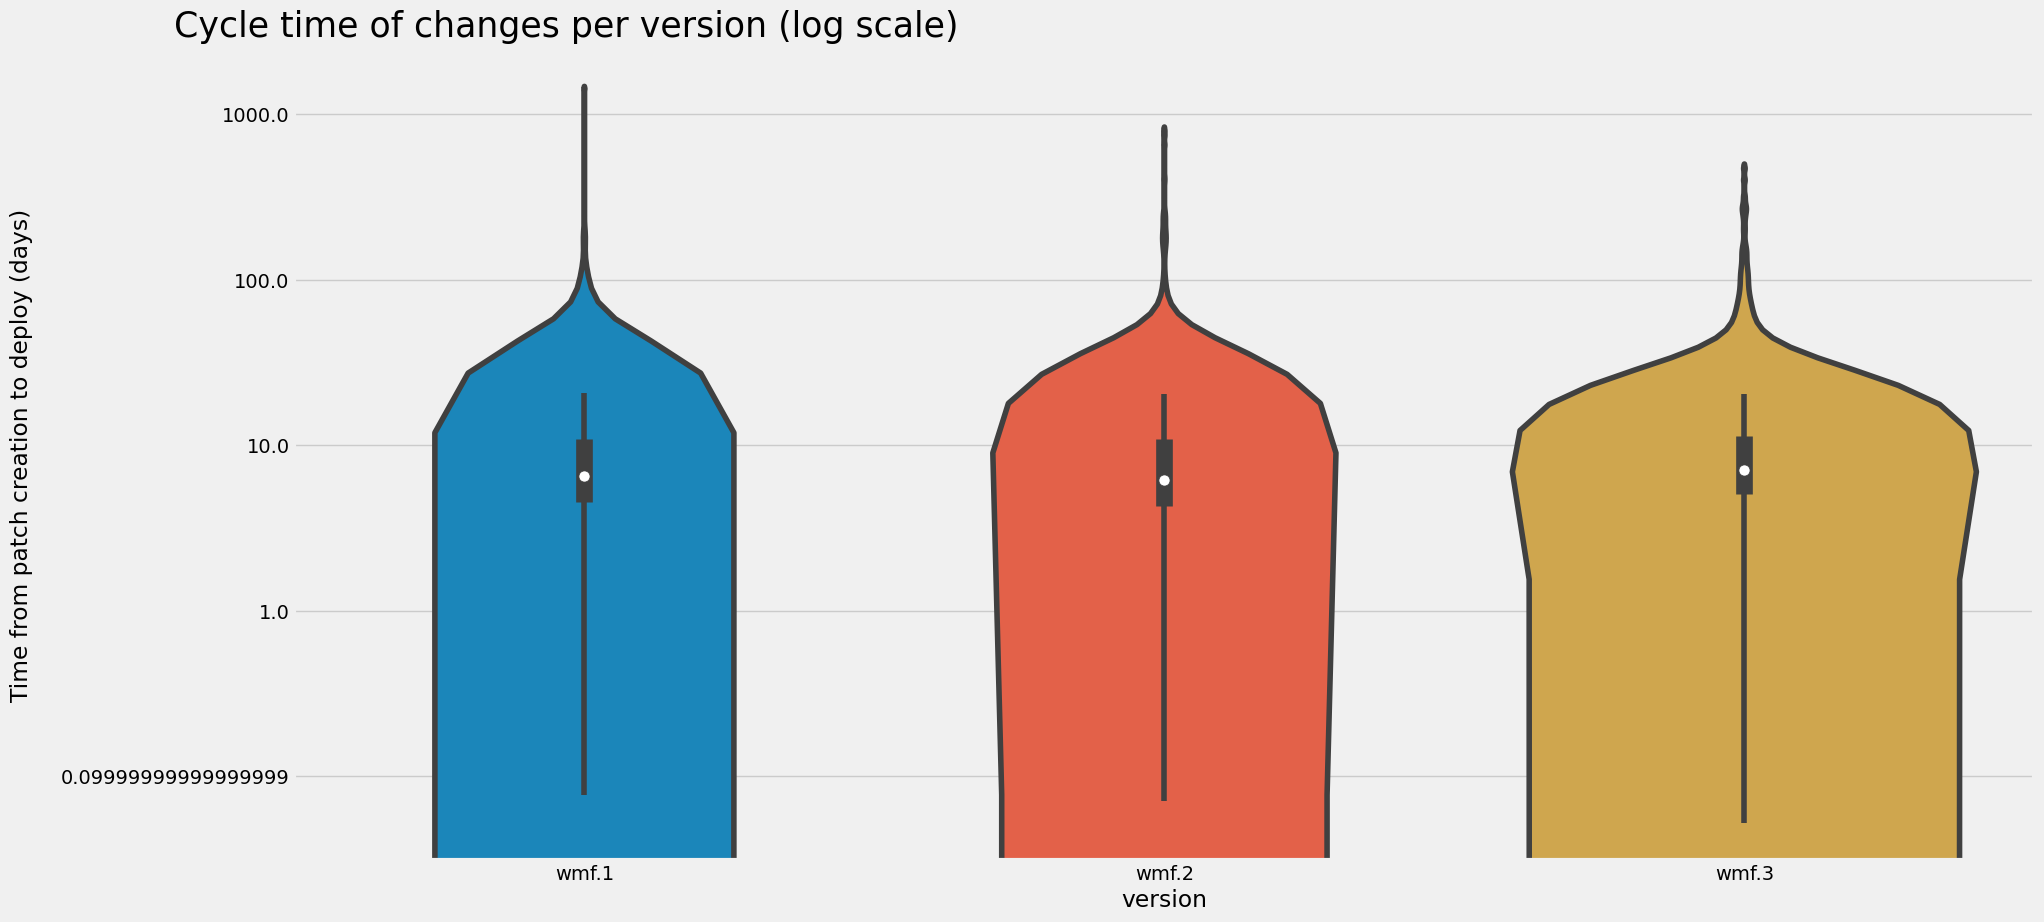 Cycle time of changes per version (log scale)
Time from patch creation to deploy (days)
1000.0
100.0
10.0
1.0
0.09999999999999999
wmf.1
wmf.2
wmf.3
version